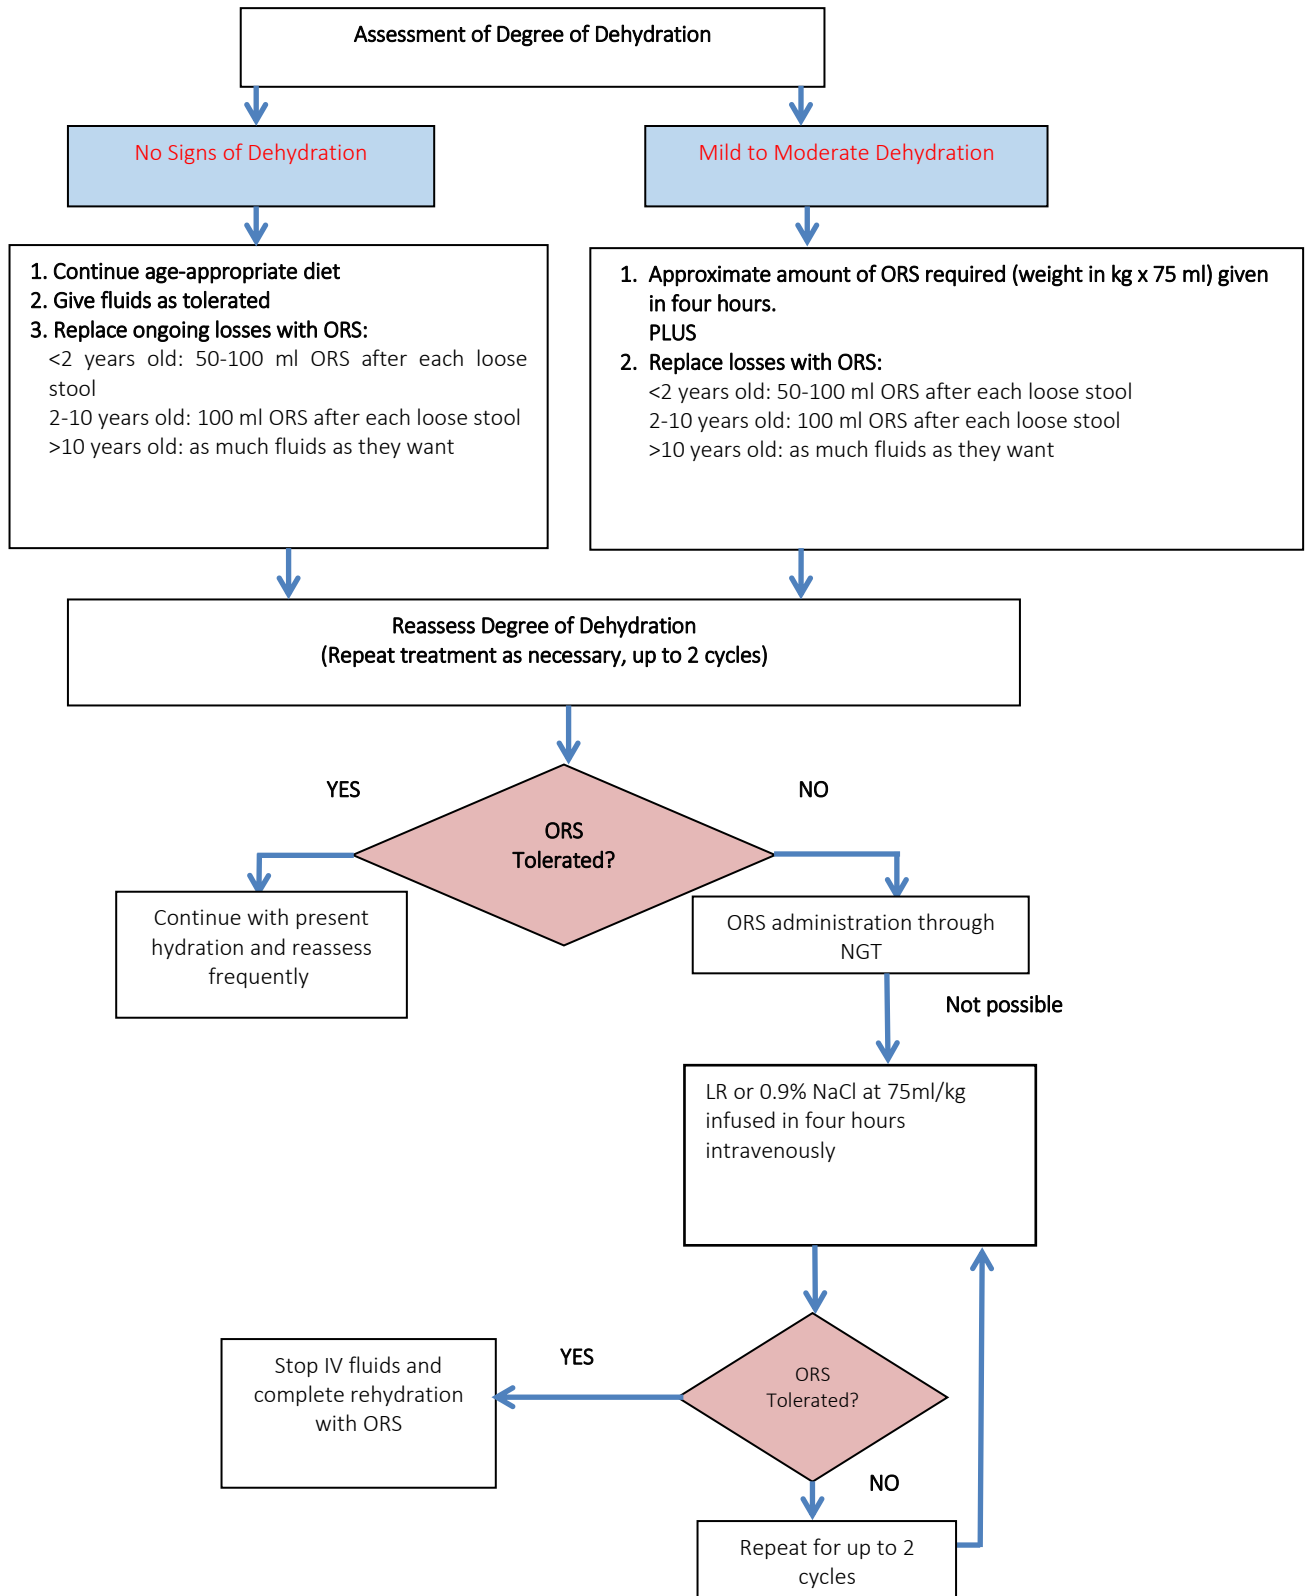 Assessment of Degree of Dehydration
No Signs of Dehydration
Mild to Moderate Dehydration
1. Continue age-appropriate diet
2. Give fluids as tolerated
3. Replace ongoing losses with ORS:
<2 years old: 50-100 ml ORS after each loose
stool
2-10 years old: 100 ml ORS after each loose stool
>10 years old: as much fluids as they want
1. Approximate amount of ORS required (weight in kg x 75 ml) given
in four hours.
PLUS
2. Replace losses with ORS:
<2 years old: 50-100 ml ORS after each loose stool
2-10 years old: 100 ml ORS after each loose stool
>10 years old: as much fluids as they want
Reassess Degree of Dehydration
(Repeat treatment as necessary, up to 2 cycles)
YES
NO
ORS
Tolerated?
Continue with present
hydration and reassess
frequently
ORS administration through
NGT
Not possible
LR or 0.9% NaCl at 75ml/kg
infused in four hours
intravenously
YES
ORS
Tolerated?
Stop IV fluids and
complete rehydration
with ORS
NO
Repeat for up to 2
cycles